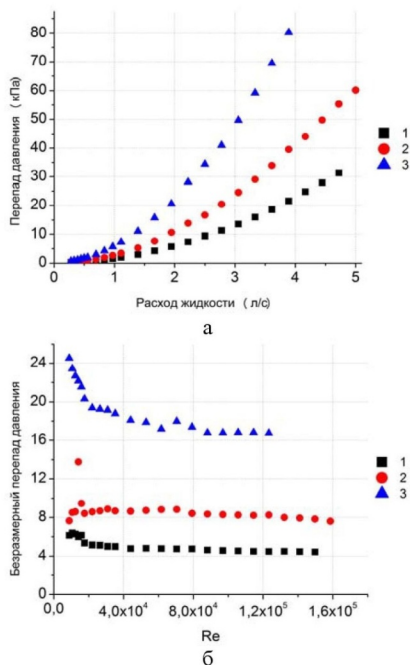 Перепад давления ( кПа)
80
70
60
50
40
30
20
10
0
0
1
2
3
4
5
Расход жидкости ( л/с)
1
2
3
а
Безразмерный перепад давления
24
20
16
12
8
4
0
0,0
4,0x10⁴
8,0x10⁴
1,2x10⁵
1,6x10⁵
Re
1
2
3
б